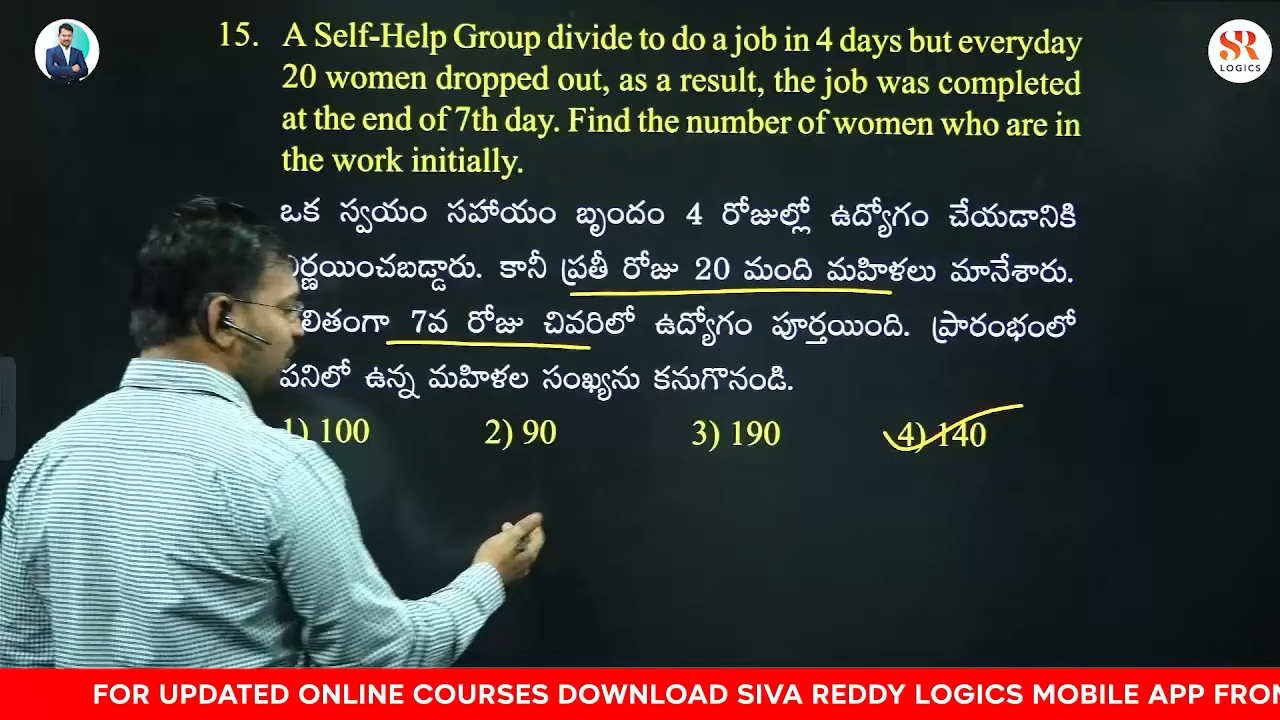 SR
LOGICS
15. A Self-Help Group divide to do a job in 4 days but everyday
20 women dropped out, as a result, the job was completed
at the end of 7th day. Find the number of women who are in
the work initially.
ఒక స్వయం సహాయం బృందం 4 రోజుల్లో ఉద్యోగం చేయడానికి
కానీ ప్రతీ రోజు 20 మంది మహిళలు మానేశారు.
7వ రోజు చివరిలో ఉద్యోగం పూర్తయింది. ప్రారంభంలో
పనిలో ఉన్న మహిళల సంఖ్యను కనుగొనండి.
1) 100 2) 90 3) 190 4) 140
FOR UPDATED ONLINE COURSES DOWNLOAD SIVA REDDY LOGICS MOBILE APP